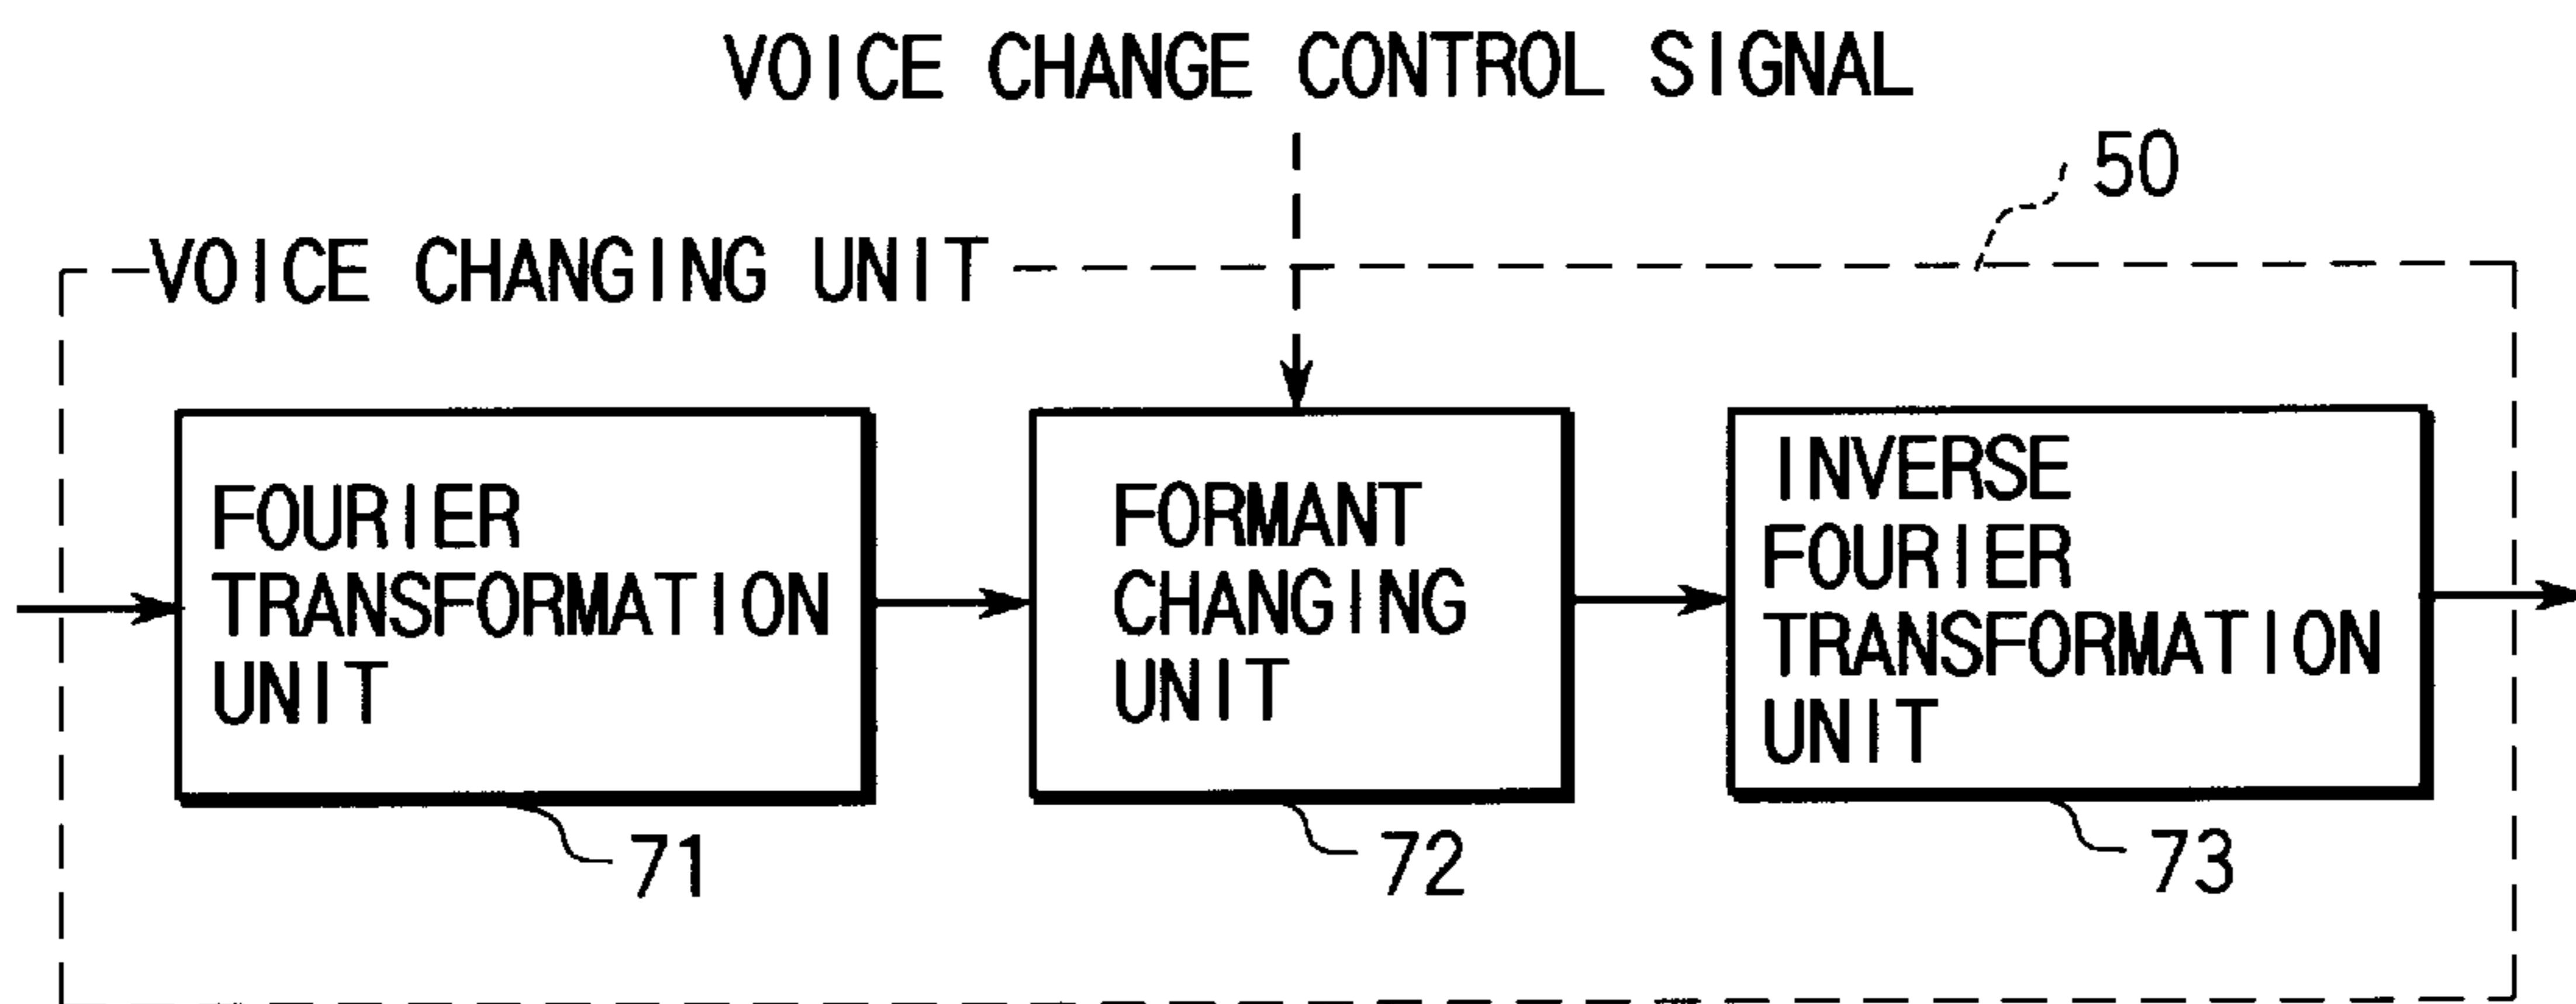 VOICE CHANGE CONTROL SIGNAL
50
VOICE CHANGING UNIT
FOURIER
TRANSFORMATION
UNIT
71
FORMANT
CHANGING
UNIT
72
INVERSE
FOURIER
TRANSFORMATION
UNIT
73